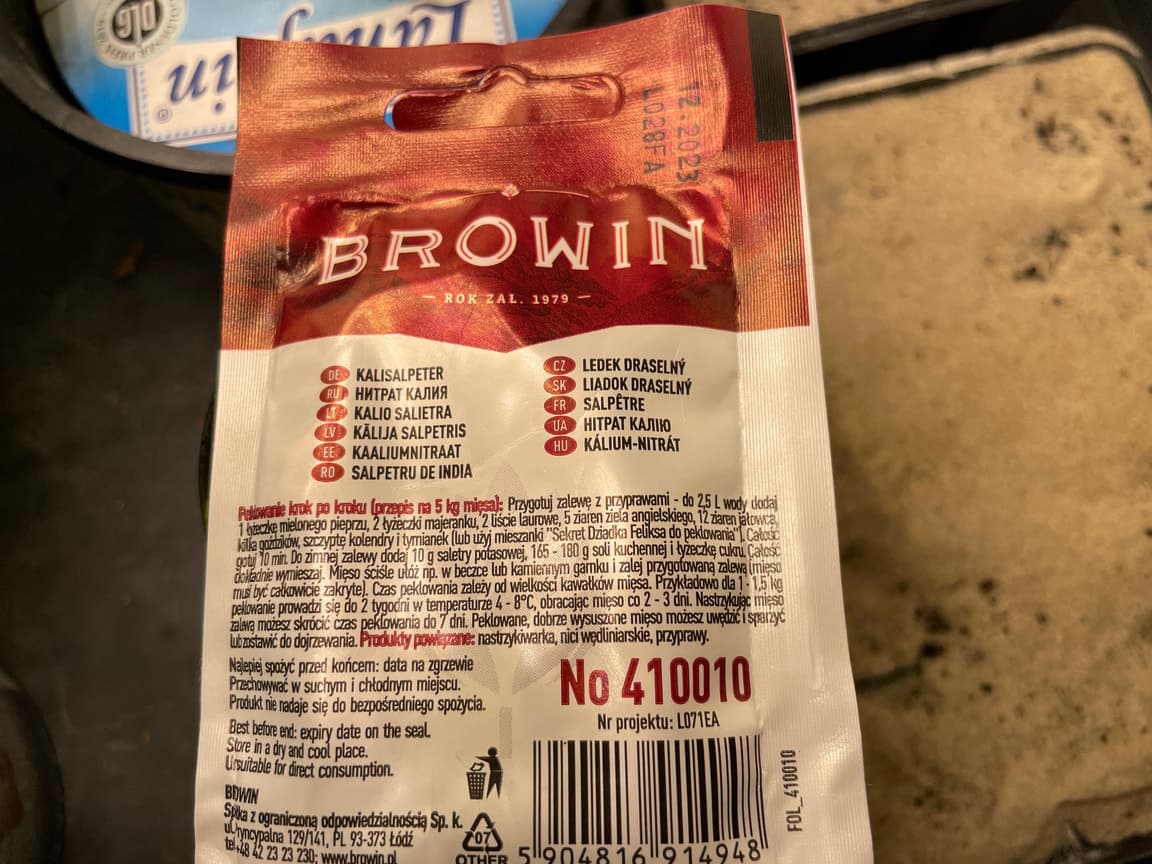 12.2023
L028FA
BROWIN
— ROK ZAŁ. 1979 —
DE KALISALPETER
RU НИТРАТ КАЛИЯ
LT KALIO SALIETRA
LV KĀLIJA SALPETRIS
EE KAALIUMNITRAAT
RO SALPETRU DE INDIA
CZ LEDEK DRASELNÝ
SK LIADOK DRASELNÝ
FR SALPÊTRE
UA НІТРАТ КАЛІЮ
HU KÁLIUM-NITRÁT
Peklowanie krok po kroku (przepis na 5 kg mięsa): Przygotuj zalewę z przyprawami - do 2,5 L wody dodaj
1 łyżeczkę mielonego pieprzu, 2 łyżeczki majeranku, 2 liście laurowe, 5 ziaren ziela angielskiego, 12 ziaren jałowca,
kilka goździków, szczyptę kolendry i tymianek (lub użyj mieszanki "Sekret Dziadka Feliksa do peklowania"). Całość
gotuj 10 min. Do zimnej zalewy dodaj 10 g saletry potasowej, 165 - 180 g soli kuchennej i łyżeczkę cukru. Całość
dokładnie wymieszaj. Mięso ściśle ułóż np. w beczce lub kamiennym garnku i zalej przygotowaną zalewą (mięso
musi być całkowicie zakryte). Czas peklowania zależy od wielkości kawałków mięsa. Przykładowo dla 1 - 1,5 kg
peklowanie prowadzi się do 2 tygodni w temperaturze 4 - 8°C, obracając mięso co 2 - 3 dni. Nastrzykując mięso
zalewą możesz skrócić czas peklowania do 7 dni. Peklowane, dobrze wysuszone mięso możesz uwędzić i sparzyć
lub zostawić do dojrzewania. Produkty powiązane: nastrzykiwarka, nici wędliniarskie, przyprawy.
Najlepiej spożyć przed końcem: data na zgrzewie
Przechowywać w suchym i chłodnym miejscu.
Produkt nie nadaje się do bezpośredniego spożycia.
Best before end: expiry date on the seal.
Store in a dry and cool place.
Unsuitable for direct consumption.
No 410010
Nr projektu: L071EA
BROWIN
Spółka z ograniczoną odpowiedzialnością Sp. k.
ul. Pryncypalna 129/141, PL 93-373 Łódź
tel. +48 42 23 23 230; www.browin.pl
07
OTHER
5 904816 914948
FOL_410010